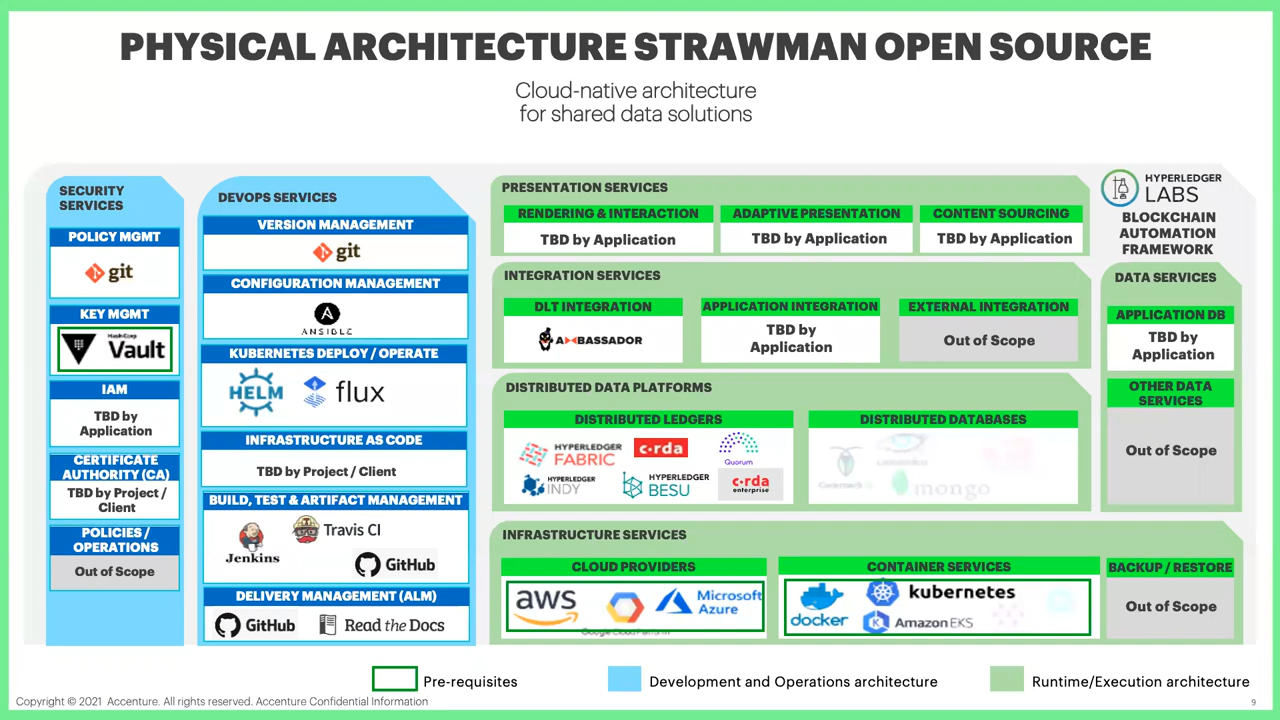 PHYSICAL ARCHITECTURE STRAWMAN OPEN SOURCE
Cloud-native architecture
for shared data solutions
SECURITY
SERVICES
POLICY MGMT
git
KEY MGMT
HashiCorp
Vault
IAM
TBD by
Application
CERTIFICATE
AUTHORITY (CA)
TBD by Project /
Client
POLICIES /
OPERATIONS
Out of Scope
DEVOPS SERVICES
VERSION MANAGEMENT
git
CONFIGURATION MANAGEMENT
ANSIBLE
KUBERNETES DEPLOY / OPERATE
HELM
flux
INFRASTRUCTURE AS CODE
TBD by Project / Client
BUILD, TEST & ARTIFACT MANAGEMENT
Jenkins
Travis CI
GitHub
DELIVERY MANAGEMENT (ALM)
GitHub
Read the Docs
PRESENTATION SERVICES
RENDERING & INTERACTION
TBD by Application
ADAPTIVE PRESENTATION
TBD by Application
CONTENT SOURCING
TBD by Application
INTEGRATION SERVICES
DLT INTEGRATION
AMBASSADOR
APPLICATION INTEGRATION
TBD by
Application
EXTERNAL INTEGRATION
Out of Scope
DISTRIBUTED DATA PLATFORMS
DISTRIBUTED LEDGERS
HYPERLEDGER
FABRIC
c·rda
Quorum
HYPERLEDGER
INDY
HYPERLEDGER
BESU
c·rda
enterprise
DISTRIBUTED DATABASES
mongo
INFRASTRUCTURE SERVICES
CLOUD PROVIDERS
aws
Microsoft
Azure
Google Cloud Platform
CONTAINER SERVICES
docker
kubernetes
Amazon EKS
BACKUP / RESTORE
Out of Scope
HYPERLEDGER
LABS
BLOCKCHAIN
AUTOMATION
FRAMEWORK
DATA SERVICES
APPLICATION DB
TBD by
Application
OTHER DATA
SERVICES
Out of Scope
Pre-requisites
Development and Operations architecture
Runtime/Execution architecture
Copyright © 2021 Accenture. All rights reserved. Accenture Confidential Information
9